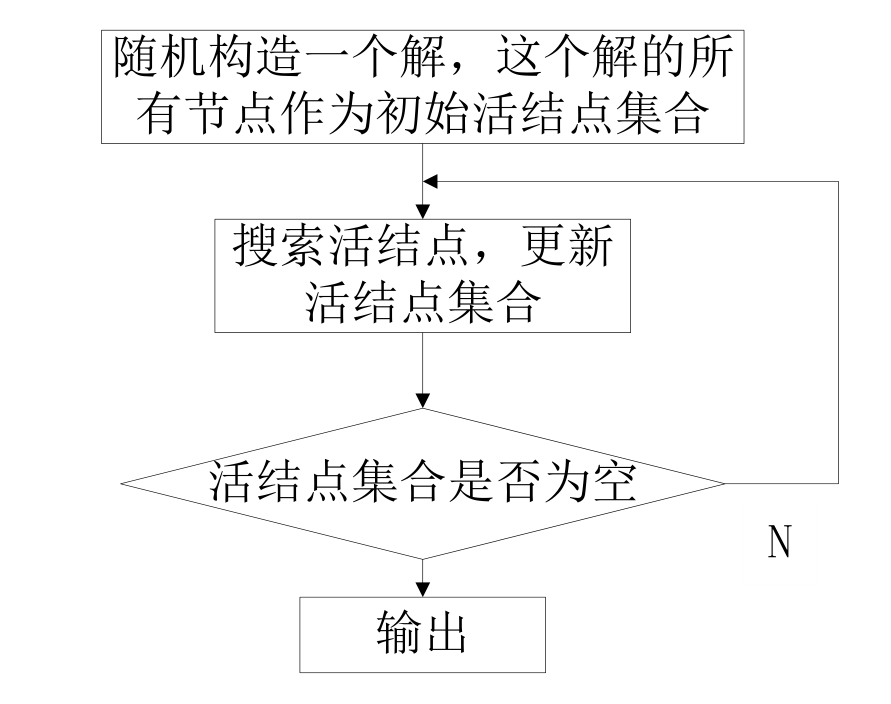 随机构造一个解，这个解的所
有节点作为初始活结点集合
搜索活结点，更新
活结点集合
活结点集合是否为空
N
输出